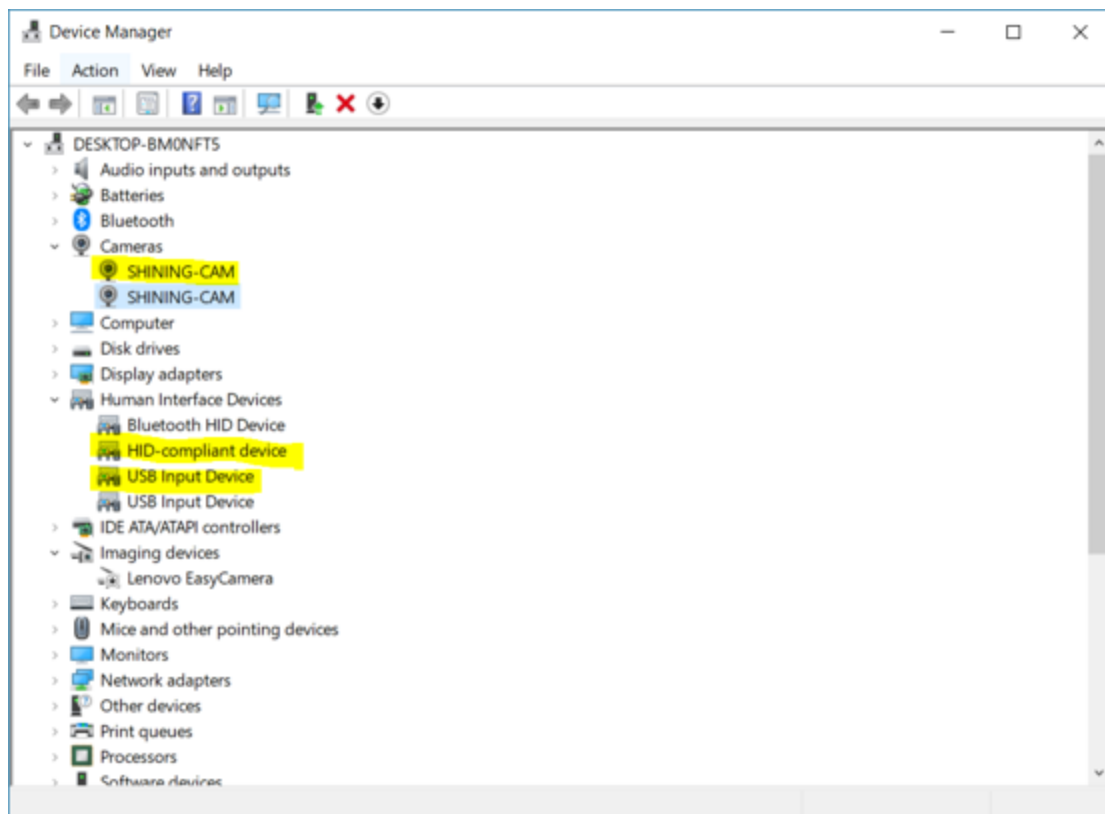 Device Manager
File Action View Help
DESKTOP-BM0NFT5
Audio inputs and outputs
Batteries
Bluetooth
Cameras
SHINING-CAM
SHINING-CAM
Computer
Disk drives
Display adapters
Human Interface Devices
Bluetooth HID Device
HID-compliant device
USB Input Device
USB Input Device
IDE ATA/ATAPI controllers
Imaging devices
Lenovo EasyCamera
Keyboards
Mice and other pointing devices
Monitors
Network adapters
Other devices
Print queues
Processors
Software devices